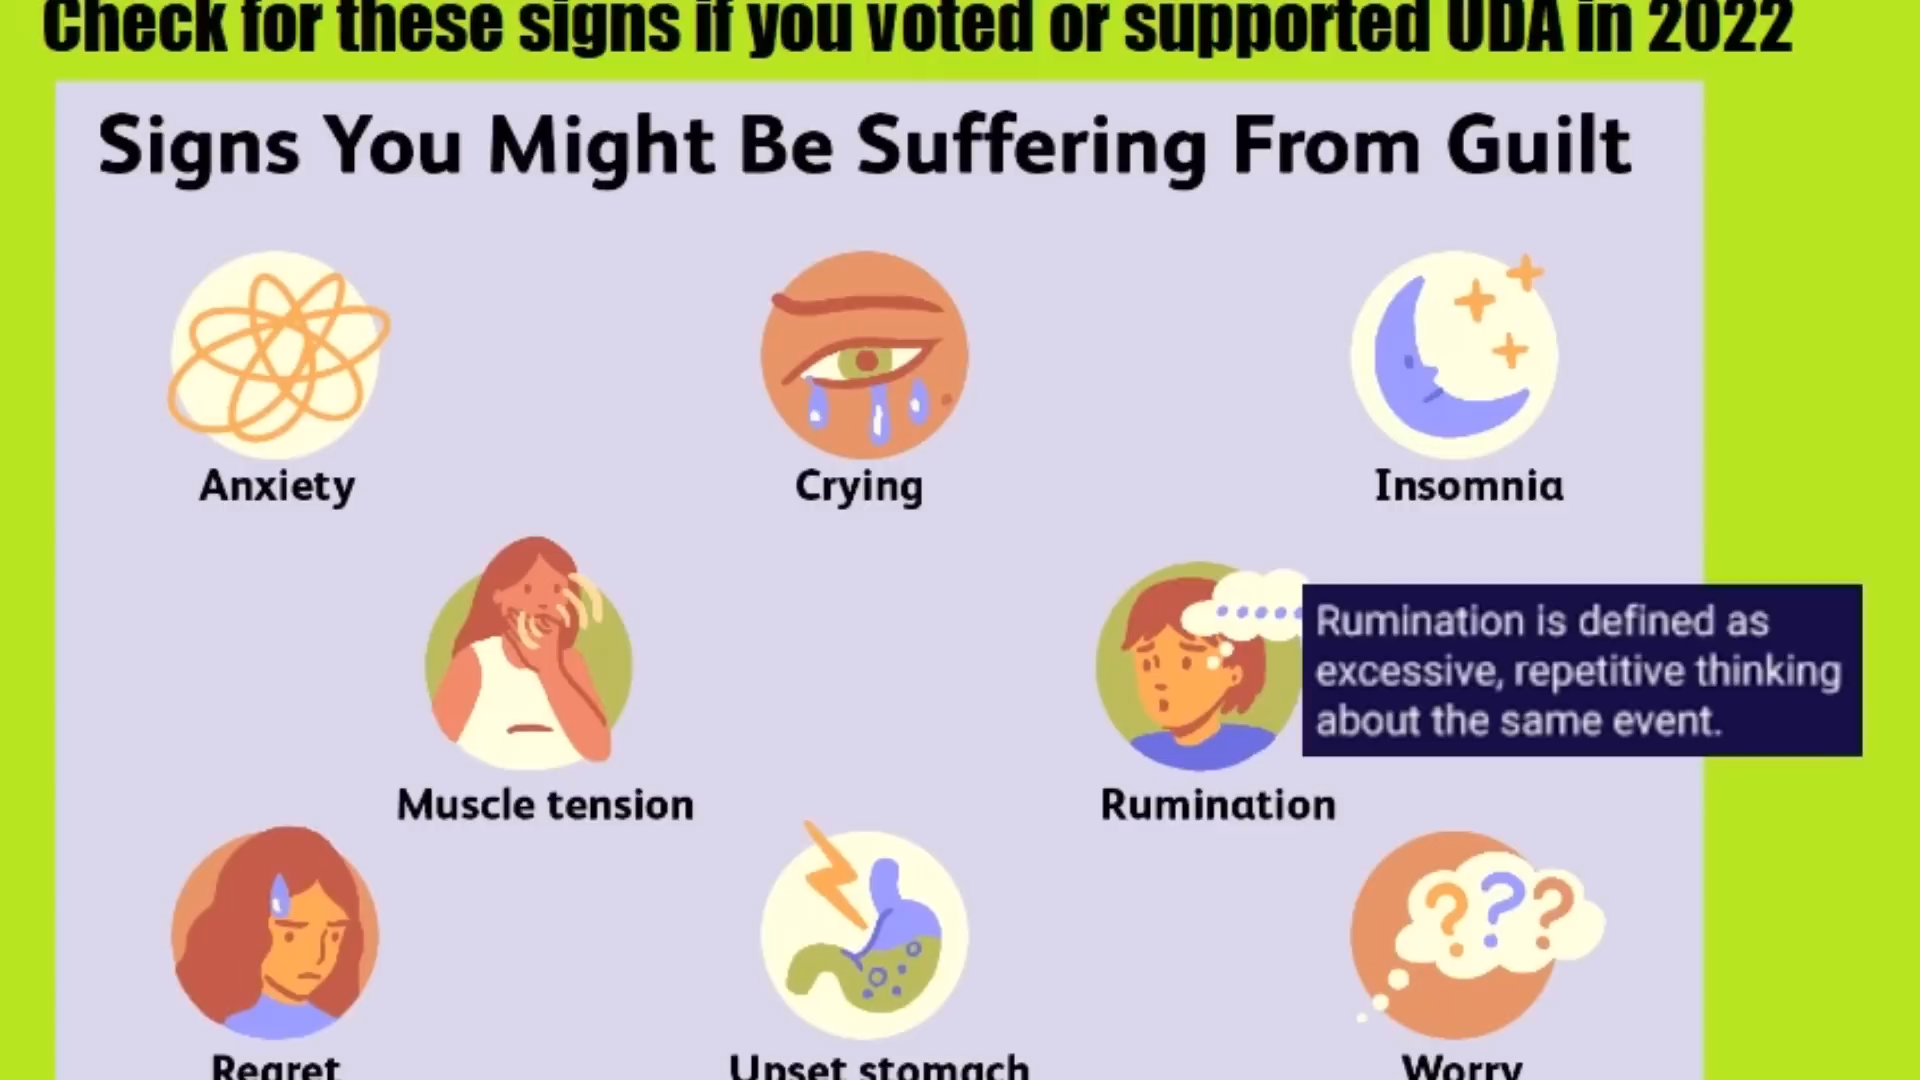 Check for these signs if you voted or supported UDA in 2022
Signs You Might Be Suffering From Guilt
Anxiety
Crying
Insomnia
Rumination is defined as
excessive, repetitive thinking
about the same event.
Muscle tension
Rumination
Regret
Upset stomach
Worry